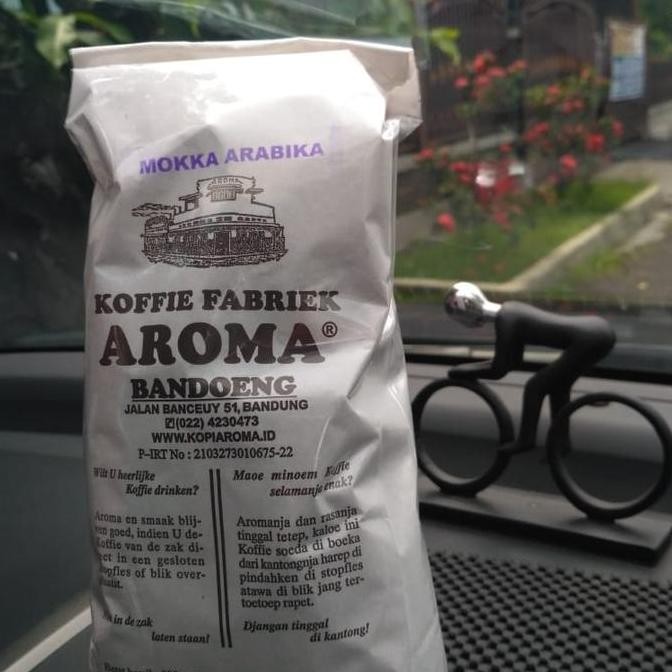 MOKKA ARABIKA
AROMA
KOFFIE FABRIEK
AROMA®
BANDOENG
JALAN BANCEUY 51, BANDUNG
✆(022) 4230473
WWW.KOPIAROMA.ID
P–IRT No : 2103273010675-22
Wilt U heerlijke
Koffie drinken?
Aroma en smaak blij-
ven goed, indien U de
Koffie van de zak di-
rect in een gesloten
stopfles of blik over-
in de zak
laten staan!
Maoe minoem Koffie
selamanja enak?
Aromanja dan rasanja
tinggal tetep, kaloe ini
Koffie soeda di boeka
dari kantongnja harep di
pindahken di stopfles
atawa di blik jang ter-
toetoep rapet.
Djangan tinggal
di kantong!